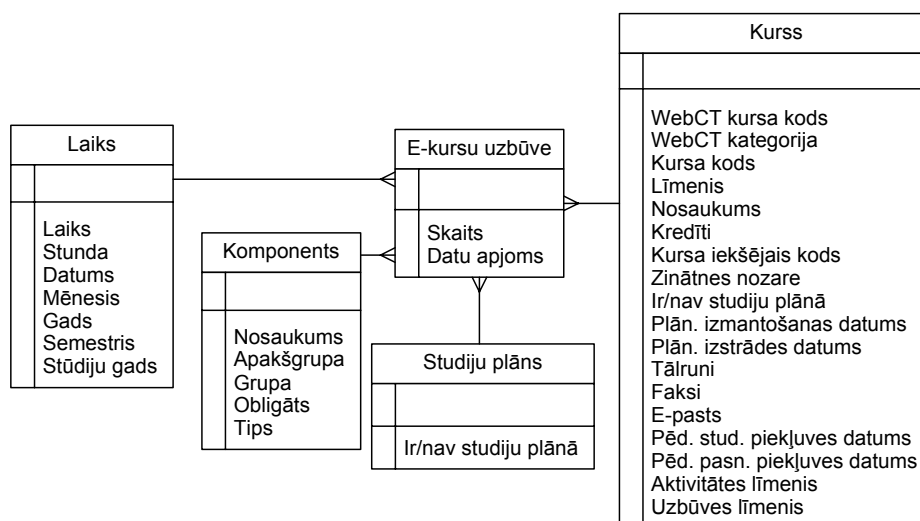 Kurss
WebCT kursa kods
WebCT kategorija
Kursa kods
Līmenis
Nosaukums
Kredīti
Kursa iekšējais kods
Zinātnes nozare
Ir/nav studiju plānā
Plān. izmantošanas datums
Plān. izstrādes datums
Tālruni
Faksi
E-pasts
Pēd. stud. piekļuves datums
Pēd. pasn. piekļuves datums
Aktivitātes līmenis
Uzbūves līmenis
Laiks
Laiks
Stunda
Datums
Mēnesis
Gads
Semestris
Stūdiju gads
E-kursu uzbūve
Skaits
Datu apjoms
Komponents
Nosaukums
Apakšgrupa
Grupa
Obligāts
Tips
Studiju plāns
Ir/nav studiju plānā